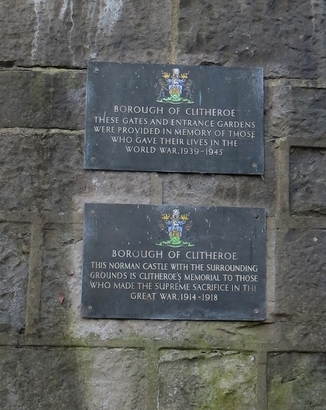 BOROUGH OF CLITHEROE
THESE GATES AND ENTRANCE GARDENS
WERE PROVIDED IN MEMORY OF THOSE
WHO GAVE THEIR LIVES IN THE
WORLD WAR, 1939-1945
BOROUGH OF CLITHEROE
THIS NORMAN CASTLE WITH THE SURROUNDING
GROUNDS IS CLITHEROE'S MEMORIAL TO THOSE
WHO MADE THE SUPREME SACRIFICE IN THE
GREAT WAR, 1914-1918